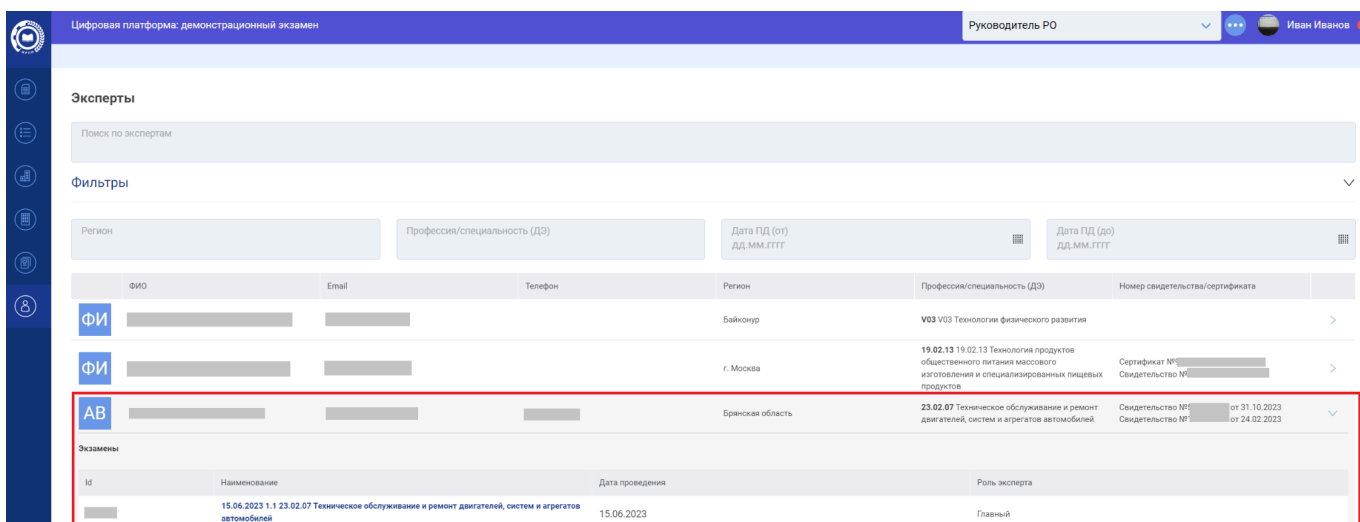 Цифровая платформа: демонстрационный экзамен
Руководитель РО
Иван Иванов
Эксперты
Поиск по экспертам
Фильтры
Регион
Профессия/специальность (ДЭ)
Дата ПД (от)
ДД.ММ.ГГГГ
Дата ПД (до)
ДД.ММ.ГГГГ
ФИО Email Телефон Регион Профессия/специальность (ДЭ) Номер свидетельства/сертификата
ФИ
Байконур
V03 V03 Технологии физического развития
ФИ
г. Москва
19.02.13 19.02.13 Технология продуктов
общественного питания массового
изготовления и специализированных пищевых
продуктов
Сертификат №
Свидетельство №
АВ
Брянская область
23.02.07 Техническое обслуживание и ремонт
двигателей, систем и агрегатов автомобилей
Свидетельство № от 31.10.2023
Свидетельство № от 24.02.2023
Экзамены
Id Наименование Дата проведения Роль эксперта
15.06.2023 1.1 23.02.07 Техническое обслуживание и ремонт двигателей, систем и агрегатов
автомобилей
15.06.2023
Главный